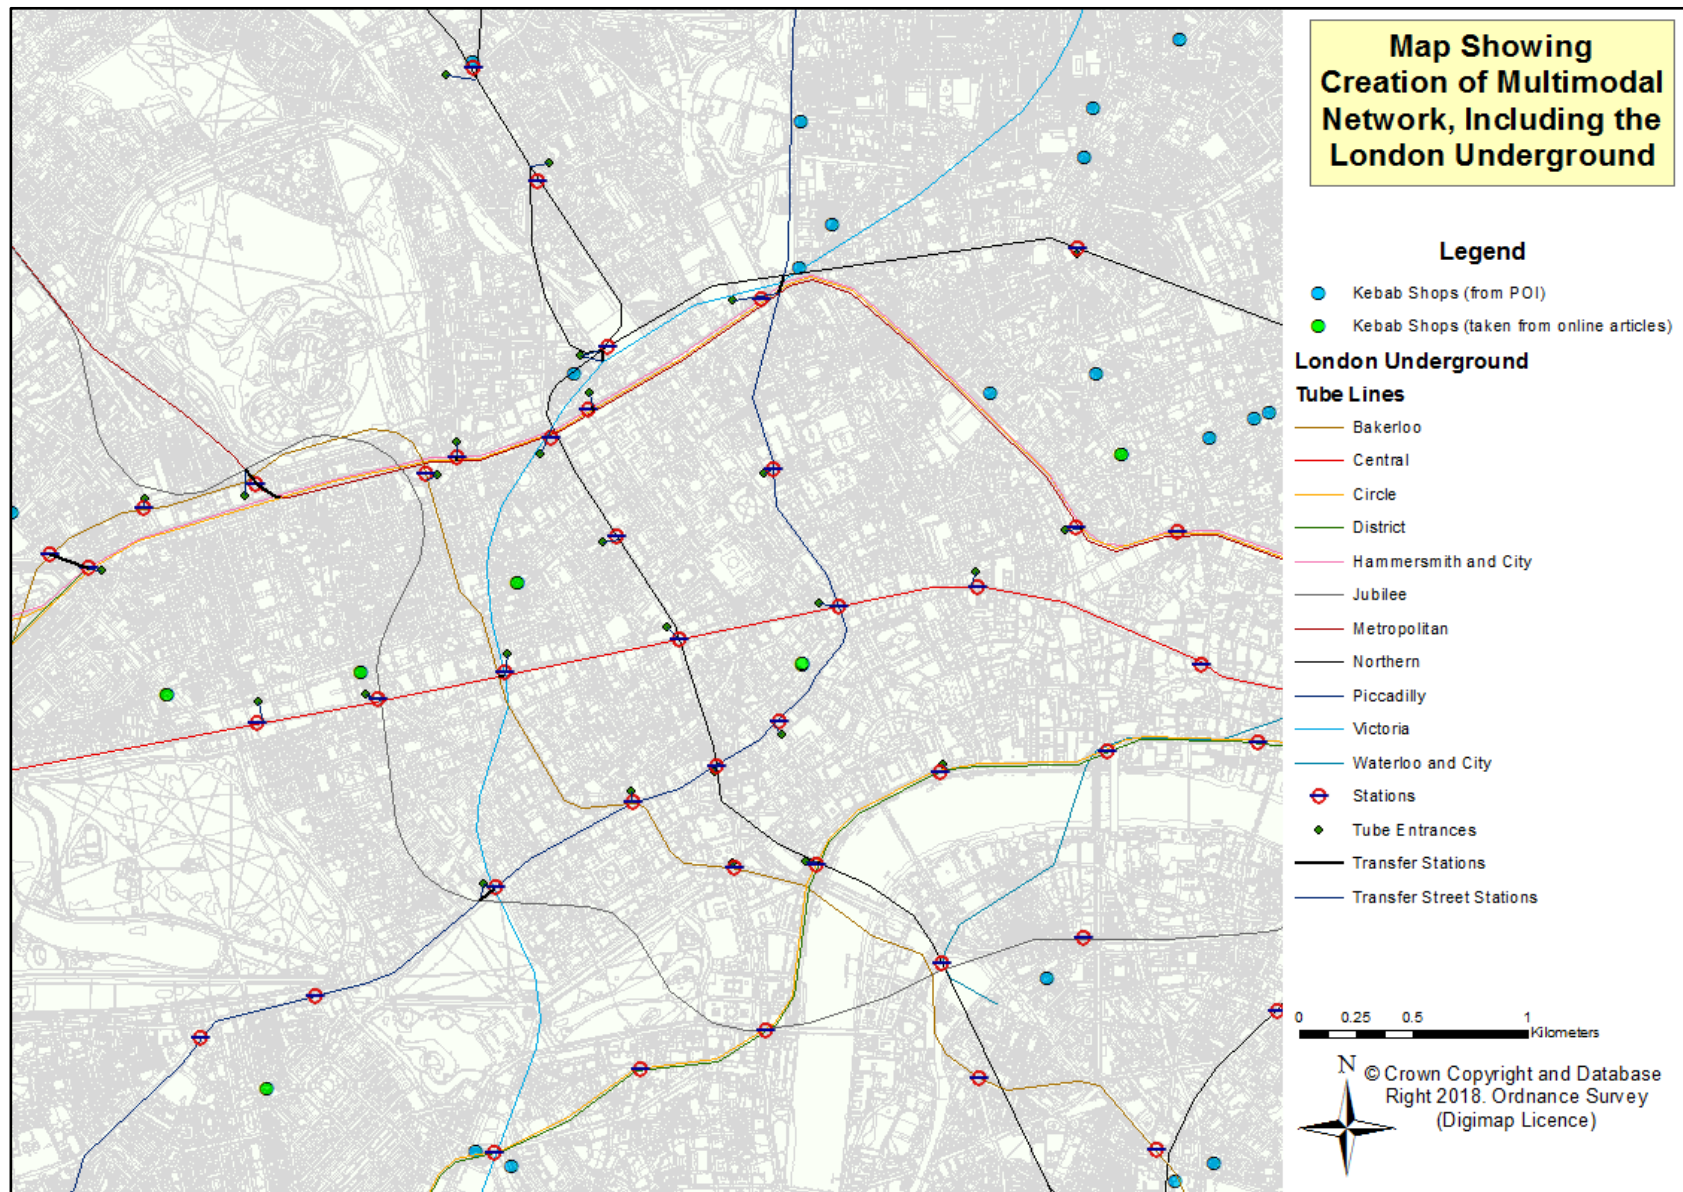 Map Showing
Creation of Multimodal
Network, Including the
London Underground
Legend
Kebab Shops (from POI)
Kebab Shops (taken from online articles)
London Underground
Tube Lines
Bakerloo
Central
Circle
District
Hammersmith and City
Jubilee
Metropolitan
Northern
Piccadilly
Victoria
Waterloo and City
Stations
Tube Entrances
Transfer Stations
Transfer Street Stations
0 0.25 0.5 1
Kilometers
N
© Crown Copyright and Database
Right 2018. Ordnance Survey
(Digimap Licence)